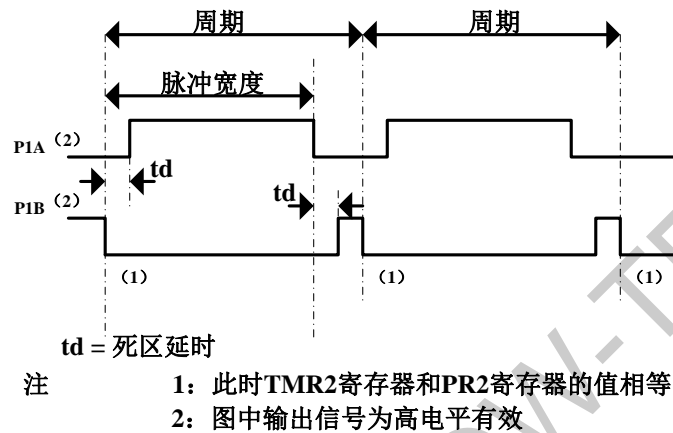 周期 周期
脉冲宽度
P1A（2）
td
td
P1B（2）
（1） （1） （1）
td = 死区延时
注 1：此时TMR2寄存器和PR2寄存器的值相等
2：图中输出信号为高电平有效